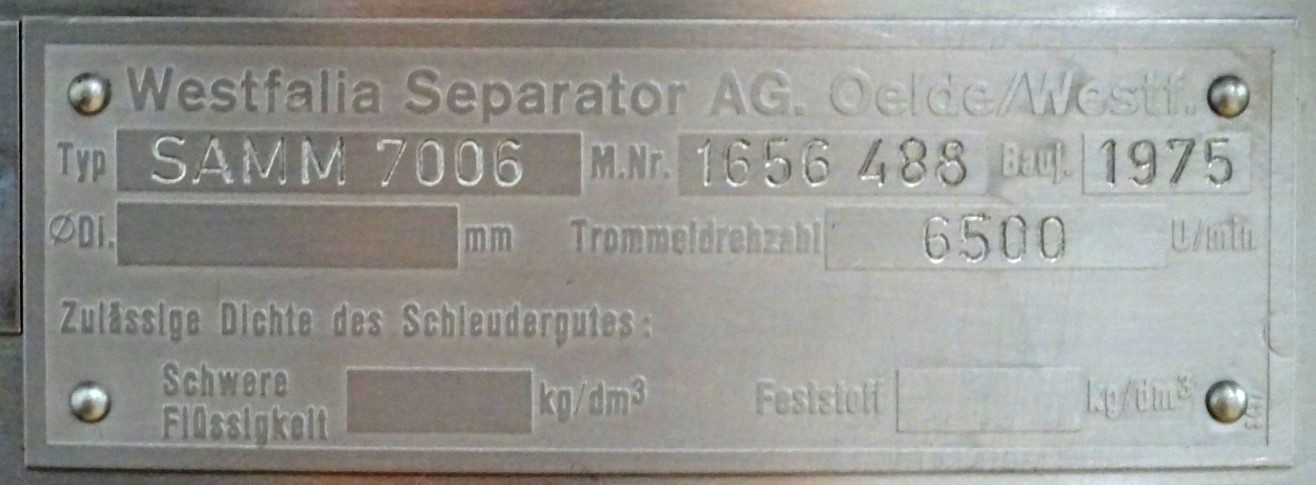 Westfalia Separator AG. Oelde/Westf.
Typ SAMM 7006 M.Nr. 1656 488 Bauj. 1975
ØDI. mm Trommeldrehzahl 6500 U/min
Zulässige Dichte des Schleudergutes:
Schwere Flüssigkeit kg/dm³ Feststoff kg/dm³